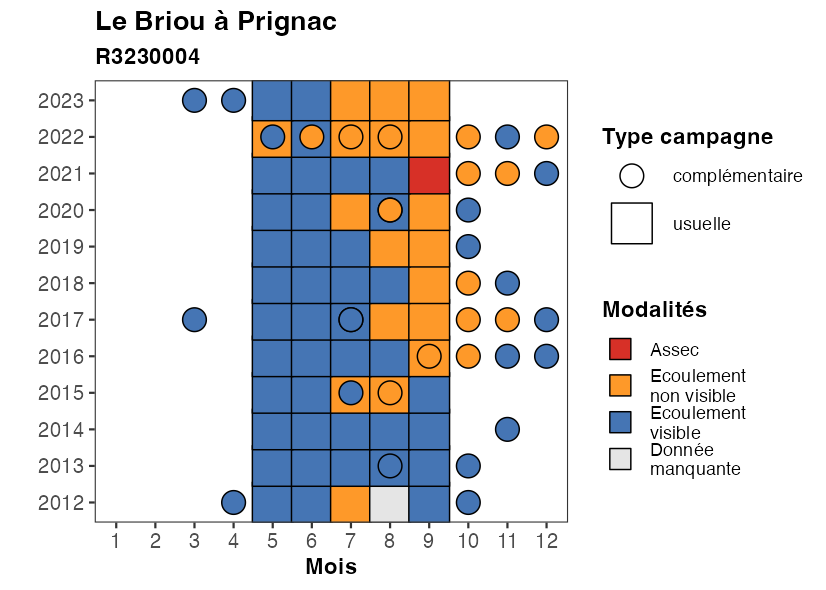 Le Briou à Prignac
R3230004
2023
2022
2021
2020
2019
2018
2017
2016
2015
2014
2013
2012
1 2 3 4 5 6 7 8 9 10 11 12
Mois
Type campagne
complémentaire
usuelle
Modalités
Assec
Ecoulement
non visible
Ecoulement
visible
Donnée
manquante